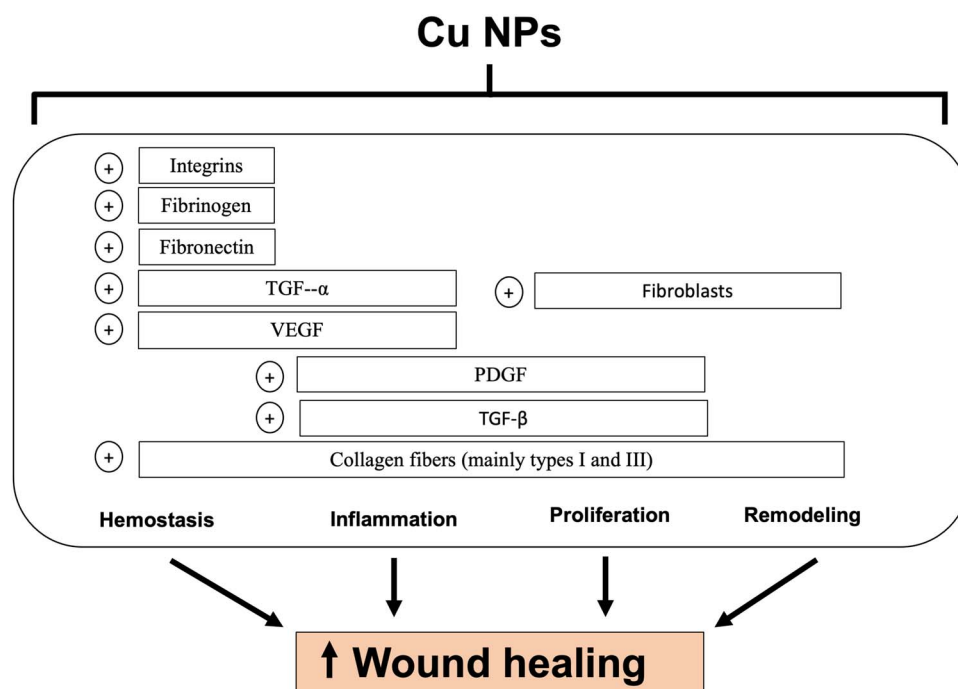 Cu NPs
+ Integrins
+ Fibrinogen
+ Fibronectin
+ TGF--α
+ Fibroblasts
+ VEGF
+ PDGF
+ TGF-β
+ Collagen fibers (mainly types I and III)
Hemostasis Inflammation Proliferation Remodeling
↑ Wound healing